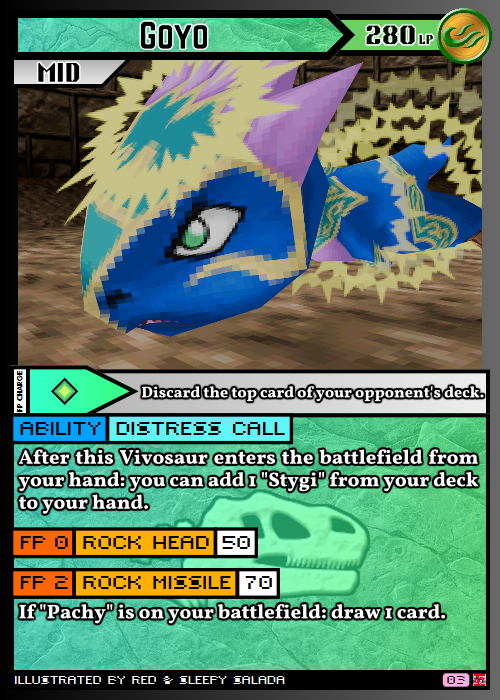 GOYO
280 LP
MID
FP CHARGE
Discard the top card of your opponent's deck.
ABILITY DISTRESS CALL
After this Vivosaur enters the battlefield from
your hand: you can add 1 "Stygi" from your deck
to your hand.
FP 0 ROCK HEAD 50
FP 2 ROCK MISSILE 70
If "Pachy" is on your battlefield: draw 1 card.
ILLUSTRATED BY RED & SLEEPY SALADA
03